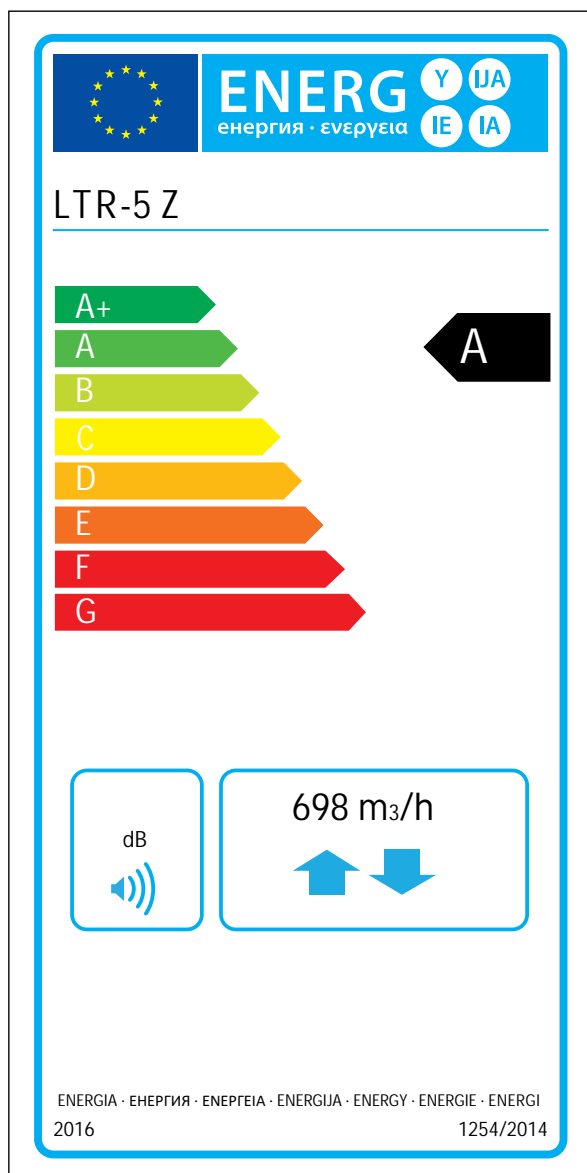 ENERG Y IJA
енергия · ενεργεια IE IA
LTR-5 Z
A+
A
A
B
C
D
E
F
G
698 m3/h
dB
ENERGIA · ЕНЕРГИЯ · ΕΝΕΡΓΕΙΑ · ENERGIJA · ENERGY · ENERGIE · ENERGI
2016 1254/2014